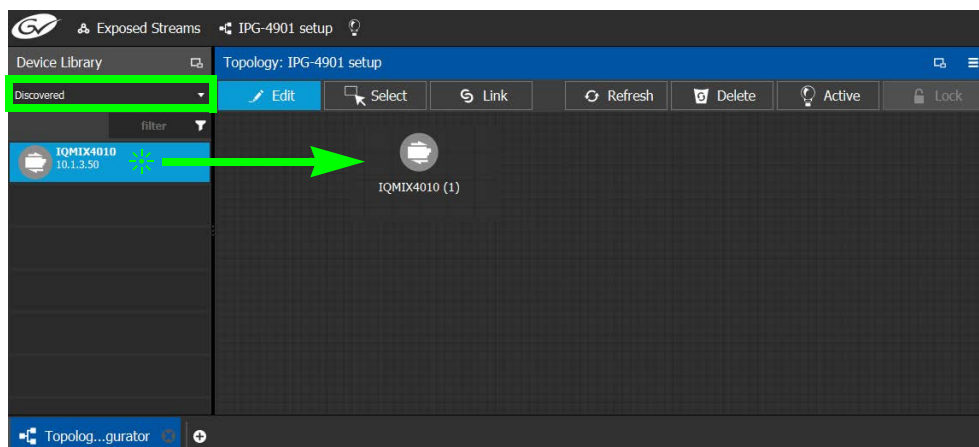 GV Exposed Streams IPG-4901 setup
Device Library
Topology: IPG-4901 setup
Discovered
Edit Select Link Refresh Delete Active Lock
filter
IQMIX4010
10.1.3.50
IQMIX4010 (1)
Topolog...gurator